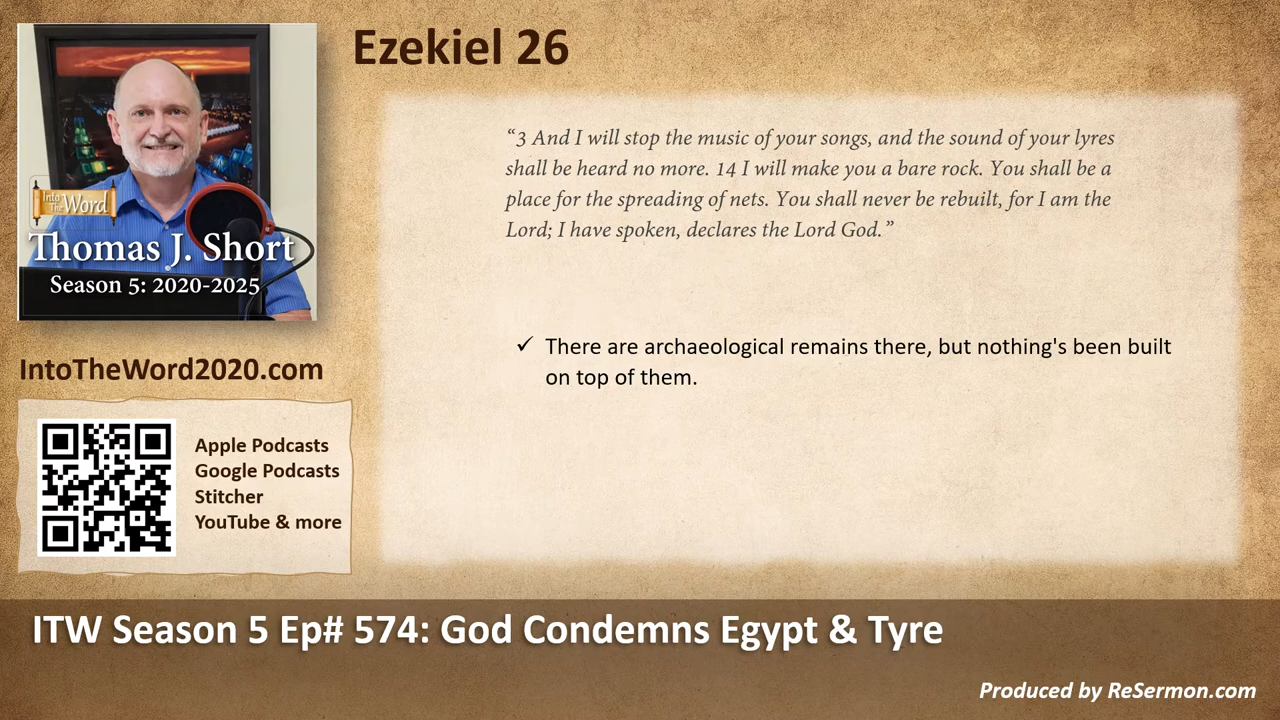 Ezekiel 26
“3 And I will stop the music of your songs, and the sound of your lyres
shall be heard no more. 14 I will make you a bare rock. You shall be a
place for the spreading of nets. You shall never be rebuilt, for I am the
Lord; I have spoken, declares the Lord God.”
✓ There are archaeological remains there, but nothing's been built
on top of them.
Into
The Word
Thomas J. Short
Season 5: 2020-2025
IntoTheWord2020.com
Apple Podcasts
Google Podcasts
Stitcher
YouTube & more
ITW Season 5 Ep# 574: God Condemns Egypt & Tyre
Produced by ReSermon.com